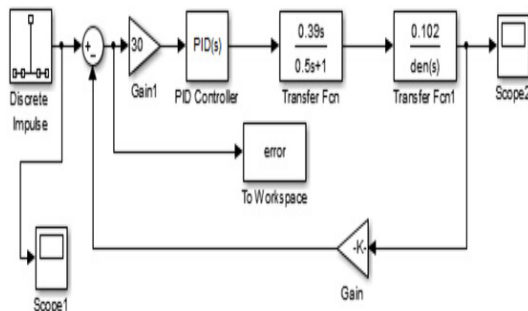 +
-
30
PID(s)
0.39s
0.5s+1
0.102
den(s)
Discrete
Impulse
Gain1
PID Controller
Transfer Fcn
Transfer Fcn1
Scope2
error
To Workspace
-K-
Gain
Scope1